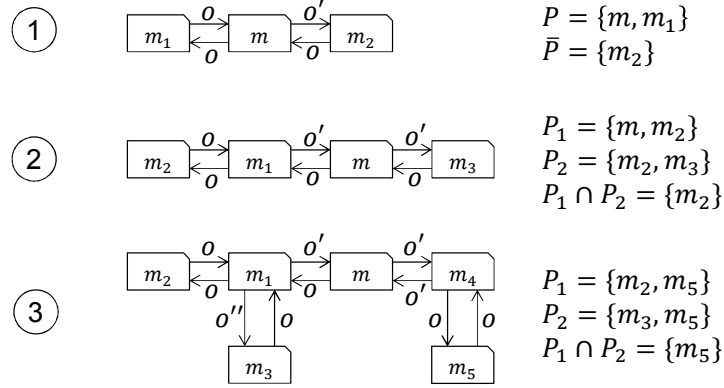 o o′
1 m₁ m m₂ P = {m, m₁}
o o P̄ = {m₂}
o o′ o′ P₁ = {m, m₂}
2 m₂ m₁ m m₃ P₂ = {m₂, m₃}
o o o P₁ ∩ P₂ = {m₂}
o o′ o′
m₂ m₁ m m₄ P₁ = {m₂, m₅}
o o o′
3 o′′ o o o P₂ = {m₃, m₅}
m₃ m₅ P₁ ∩ P₂ = {m₅}